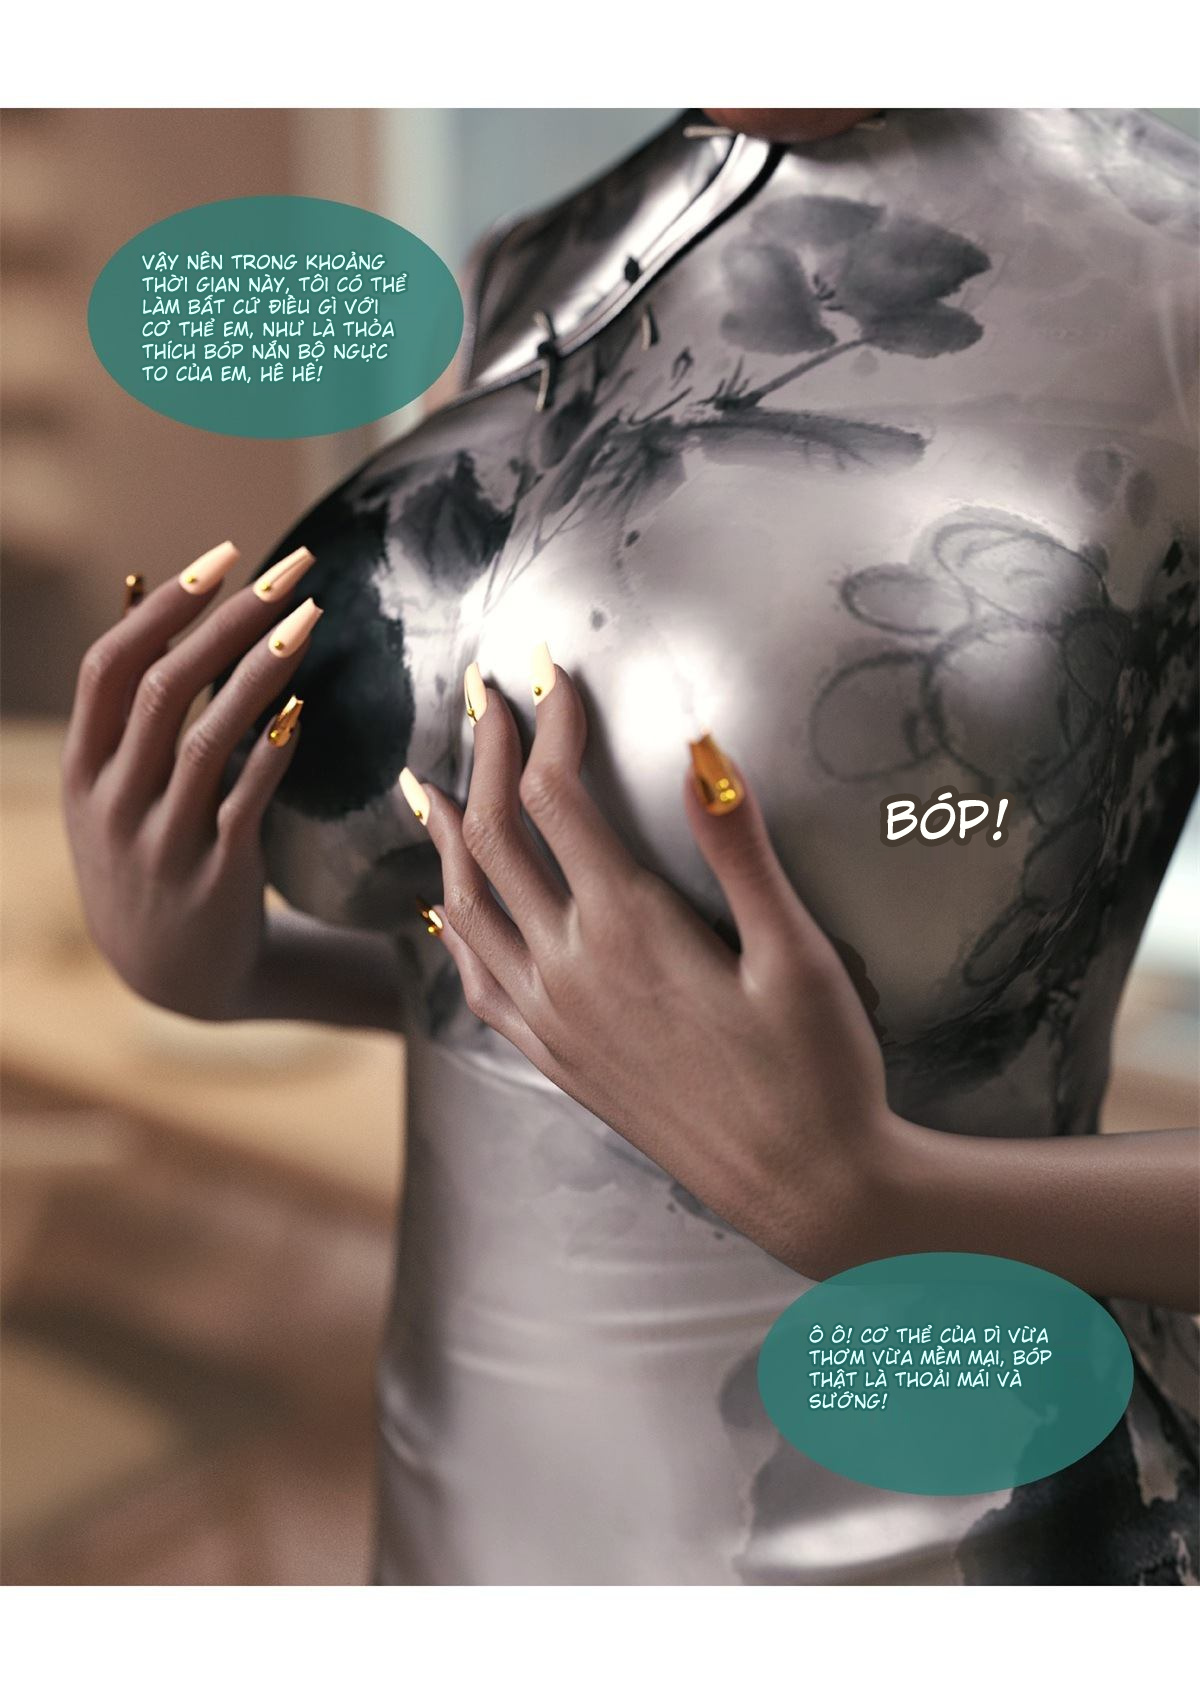 VẬY NÊN TRONG KHOẢNG
THỜI GIAN NÀY, TÔI CÓ THỂ
LÀM BẤT CỨ ĐIỀU GÌ VỚI
CƠ THỂ EM, NHƯ LÀ THỎA
THÍCH BÓP NẮN BỘ NGỰC
TO CỦA EM, HÊ HÊ!
BÓP!
Ô Ô! CƠ THỂ CỦA DÌ VỪA
THƠM VỪA MỀM MẠI, BÓP
THẬT LÀ THOẢI MÁI VÀ
SƯỚNG!